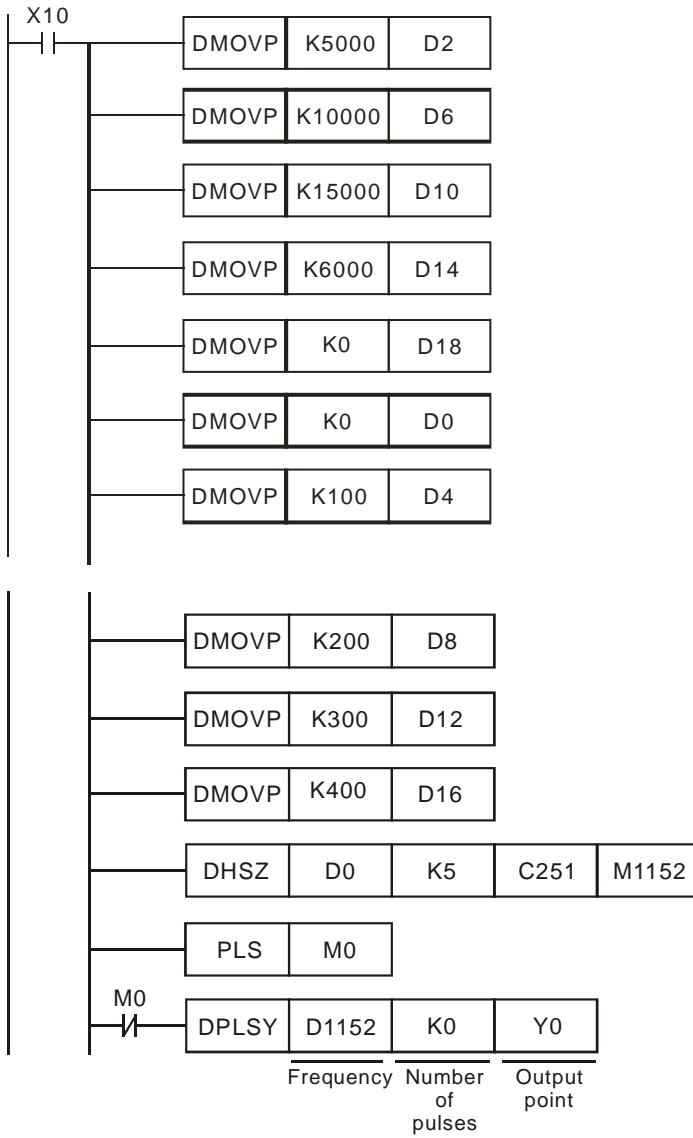 X10
DMOVP K5000 D2
DMOVP K10000 D6
DMOVP K15000 D10
DMOVP K6000 D14
DMOVP K0 D18
DMOVP K0 D0
DMOVP K100 D4
DMOVP K200 D8
DMOVP K300 D12
DMOVP K400 D16
DHSZ D0 K5 C251 M1152
PLS M0
M0
DPLSY D1152 K0 Y0
Frequency Number of pulses Output point